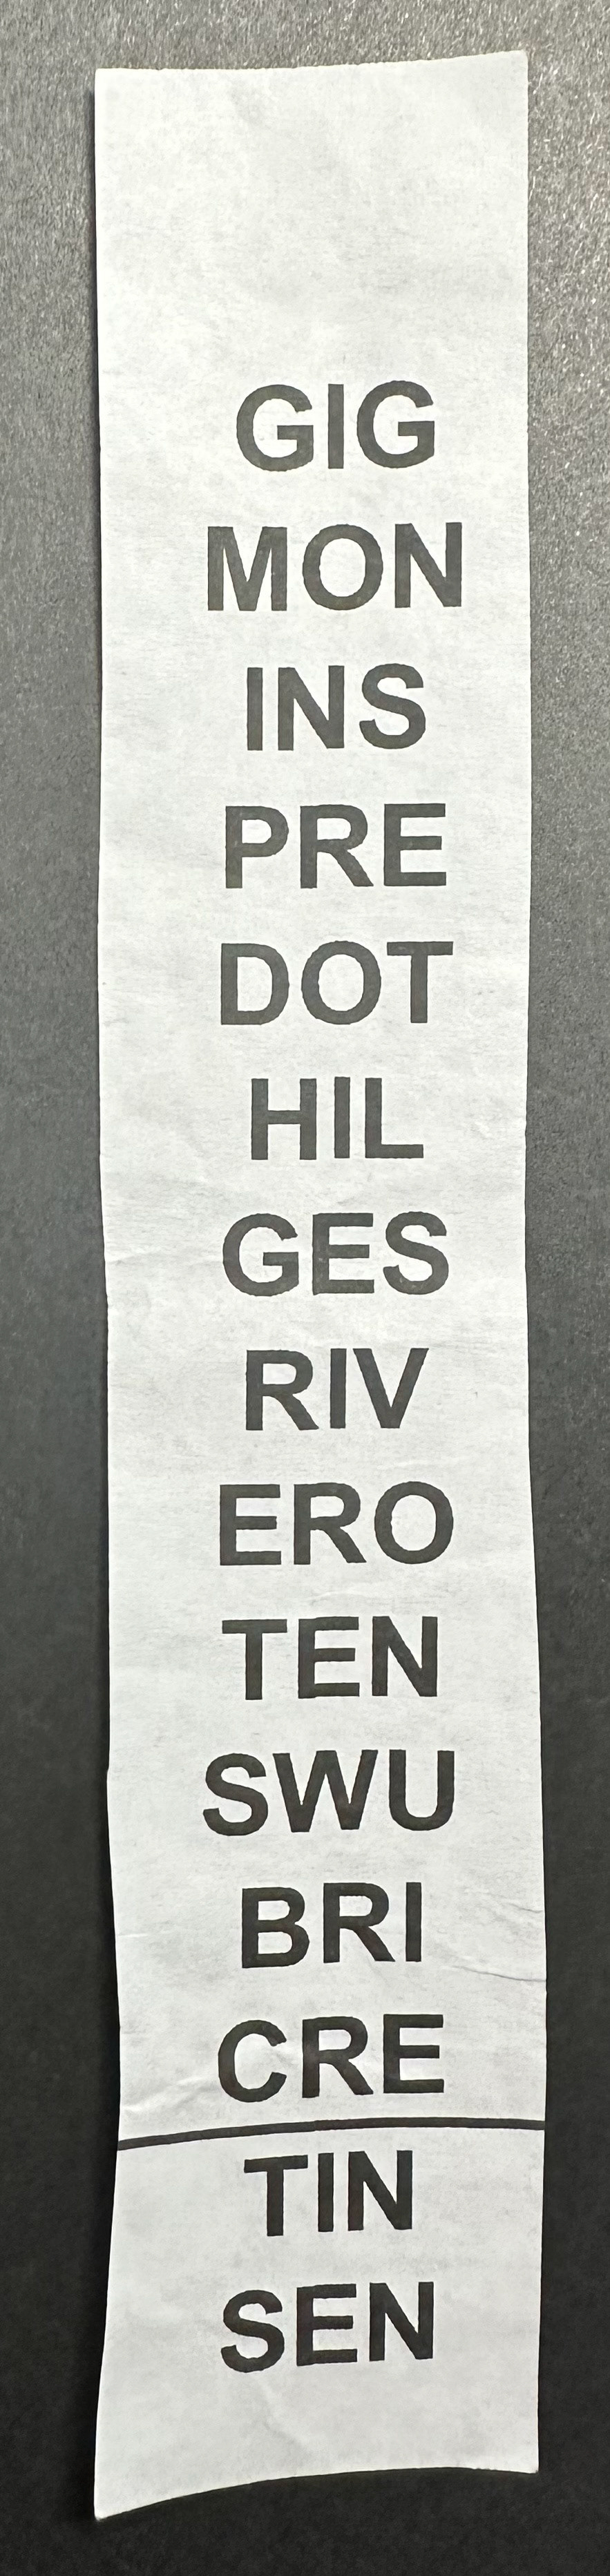 GIG
MON
INS
PRE
DOT
HIL
GES
RIV
ERO
TEN
SWU
BRI
CRE
TIN
SEN